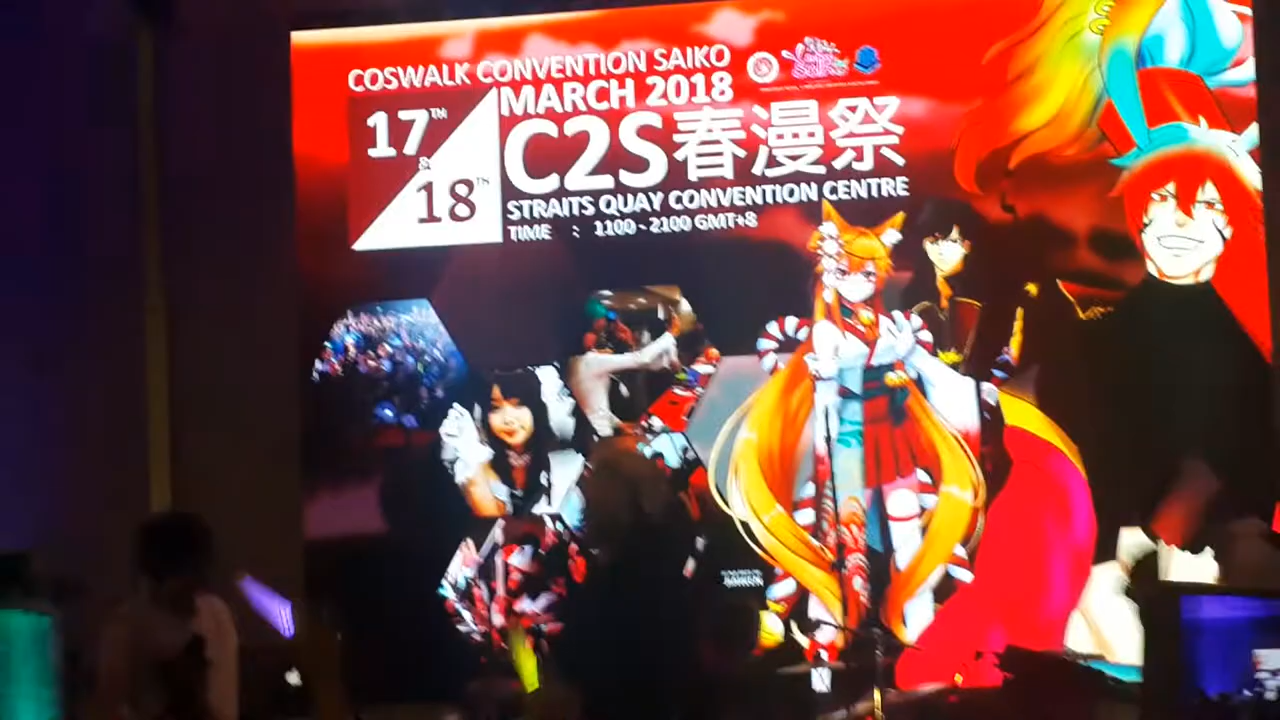 COSWALK CONVENTION SAIKO
MARCH 2018
17TH
&
18TH
C2S春漫祭
STRAITS QUAY CONVENTION CENTRE
TIME : 1100 - 2100 GMT+8